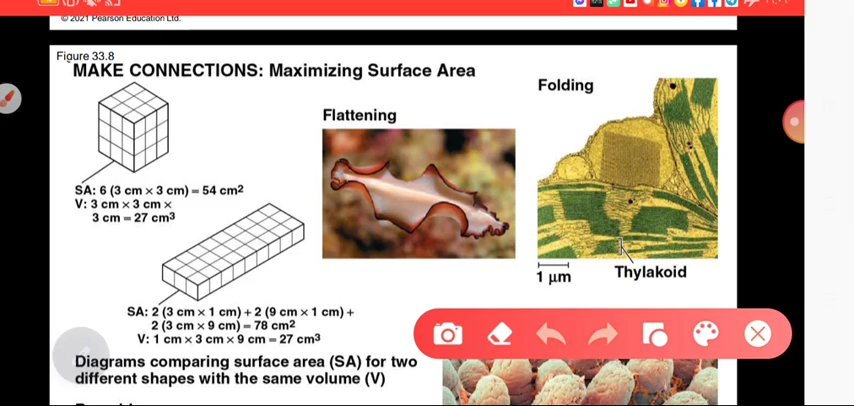 © 2021 Pearson Education Ltd.
Figure 33.8
MAKE CONNECTIONS: Maximizing Surface Area
Folding
Flattening
SA: 6 (3 cm × 3 cm) = 54 cm²
V: 3 cm × 3 cm ×
3 cm = 27 cm³
1 µm
Thylakoid
SA: 2 (3 cm × 1 cm) + 2 (9 cm × 1 cm) +
2 (3 cm × 9 cm) = 78 cm²
V: 1 cm × 3 cm × 9 cm = 27 cm³
Diagrams comparing surface area (SA) for two
different shapes with the same volume (V)